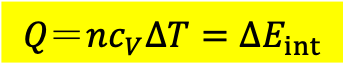 Q＝nc_VΔT = ΔE_int